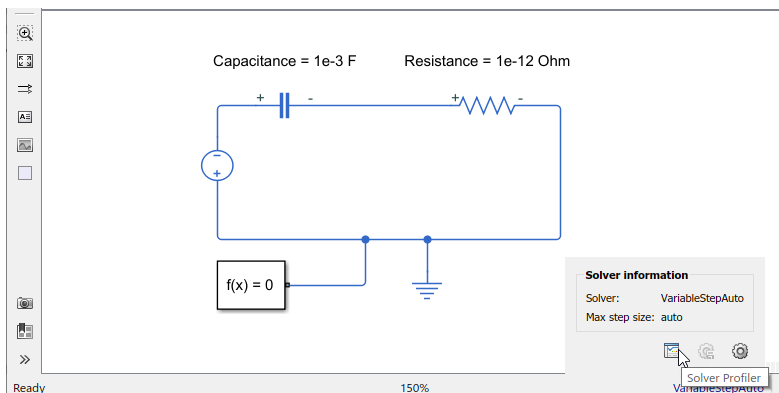 Capacitance = 1e-3 F
Resistance = 1e-12 Ohm
+
-
+
-
-
+
f(x) = 0
Solver information
Solver: VariableStepAuto
Max step size: auto
Solver Profiler
Ready
150%
VariableStepAuto